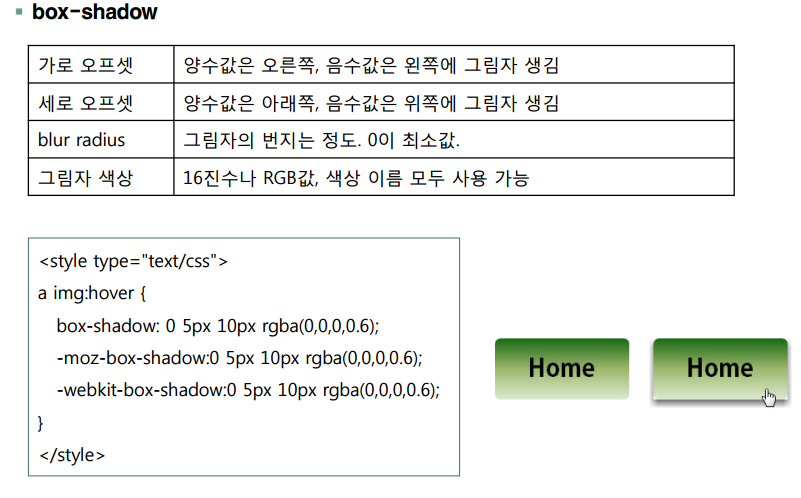 box-shadow
가로 오프셋 양수값은 오른쪽, 음수값은 왼쪽에 그림자 생김
세로 오프셋 양수값은 아래쪽, 음수값은 위쪽에 그림자 생김
blur radius 그림자의 번지는 정도. 0이 최소값.
그림자 색상 16진수나 RGB값, 색상 이름 모두 사용 가능
<style type="text/css">
a img:hover {
box-shadow: 0 5px 10px rgba(0,0,0,0.6);
-moz-box-shadow:0 5px 10px rgba(0,0,0,0.6);
-webkit-box-shadow:0 5px 10px rgba(0,0,0,0.6);
}
</style>
Home Home